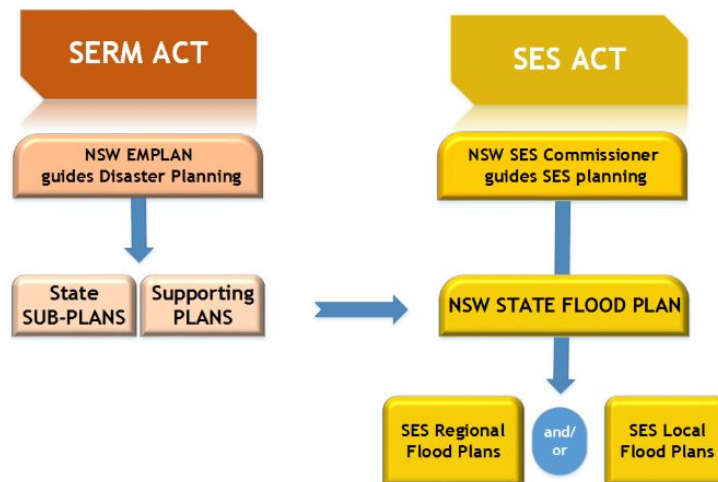 SERM ACT
SES ACT
NSW EMPLAN
guides Disaster Planning
NSW SES Commissioner
guides SES planning
State
SUB-PLANS
Supporting
PLANS
NSW STATE FLOOD PLAN
SES Regional
Flood Plans
and/
or
SES Local
Flood Plans